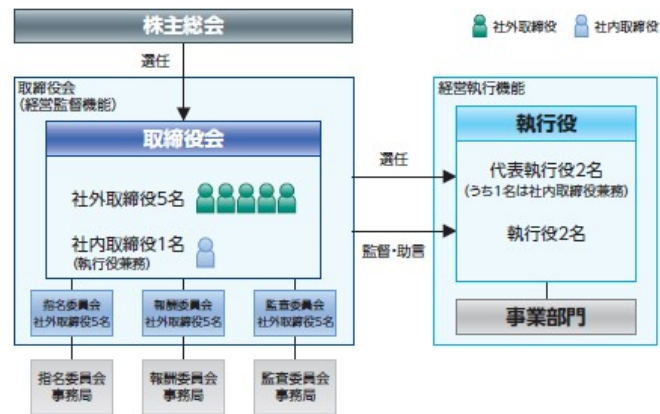 株主総会
社外取締役 社内取締役
選任
取締役会
(経営監督機能)
取締役会
社外取締役5名
社内取締役1名
(執行役兼務)
指名委員会
社外取締役5名
報酬委員会
社外取締役5名
監査委員会
社外取締役5名
指名委員会
事務局
報酬委員会
事務局
監査委員会
事務局
選任
監督・助言
経営執行機能
執行役
代表執行役2名
(うち1名は社内取締役兼務)
執行役2名
事業部門